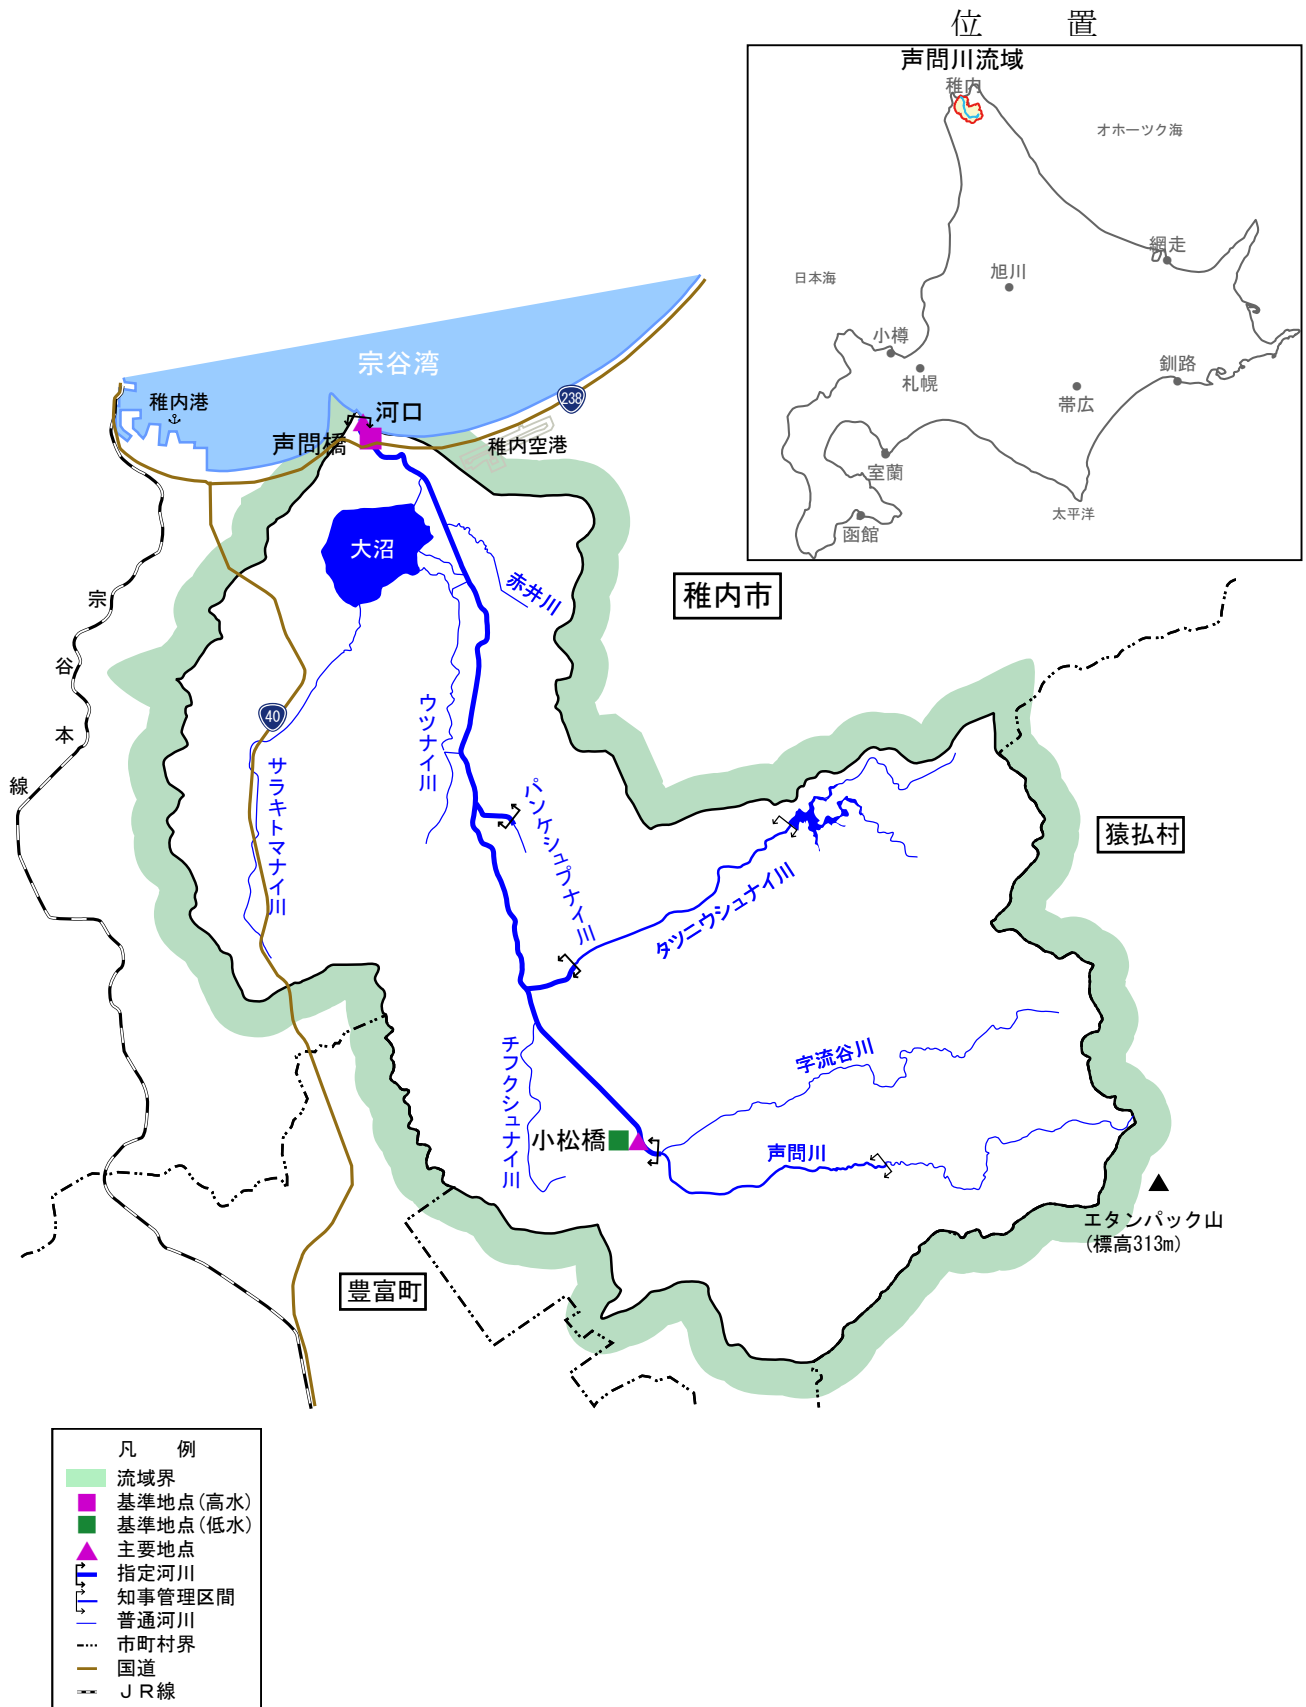 位 置
声問川流域
稚内
オホーツク海
網走
旭川
日本海
小樽
札幌
釧路
帯広
室蘭
太平洋
函館
宗谷湾
238
稚内港
河口
声問橋
稚内空港
大沼
赤井川
稚内市
宗谷本線
40
ウツナイ川
サラキトマナイ川
パンケシュプナイ川
タツニウシュナイ川
猿払村
チフクシュナイ川
宇流谷川
小松橋
声問川
エタンパック山
(標高313m)
豊富町
凡 例
流域界
基準地点(高水)
基準地点(低水)
主要地点
指定河川
知事管理区間
普通河川
市町村界
国道
JR線